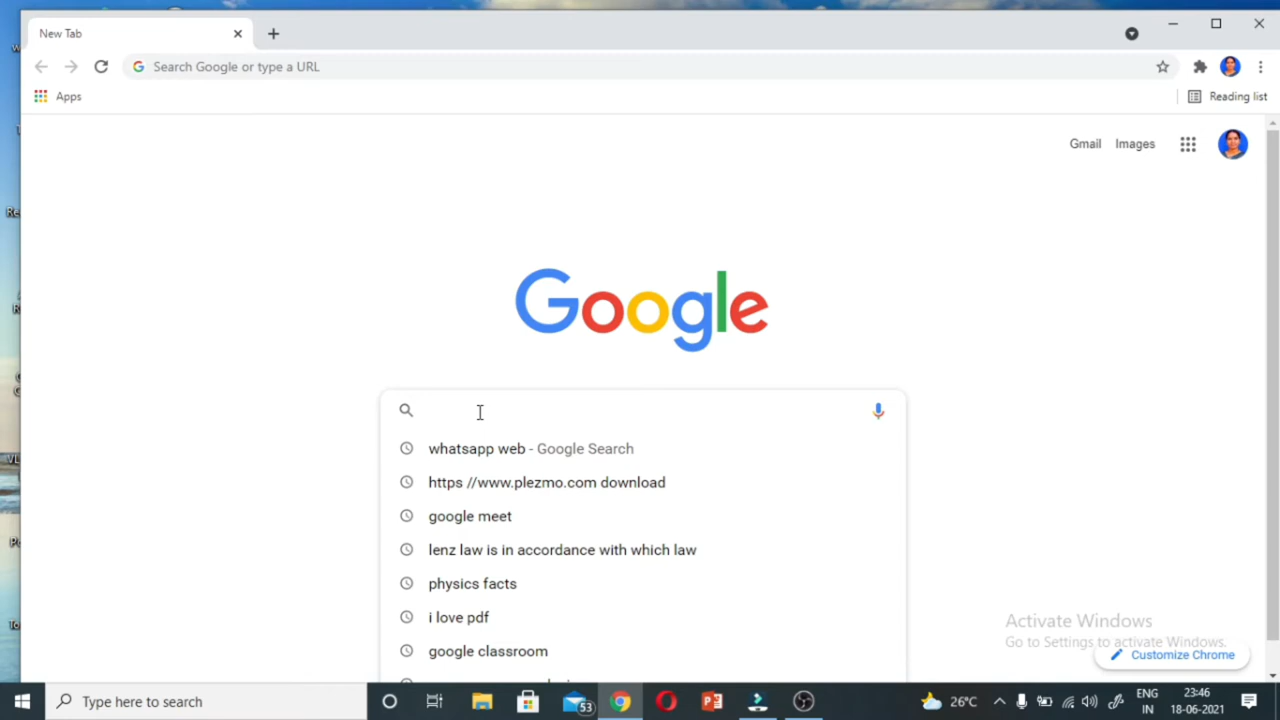 New Tab
Search Google or type a URL
Apps
Reading list
Gmail Images
Google
whatsapp web - Google Search
https //www.plezmo.com download
google meet
lenz law is in accordance with which law
physics facts
i love pdf
google classroom
Activate Windows
Go to Settings to activate Windows.
Customize Chrome
Type here to search
53
26°C
ENG
IN
23:46
18-06-2021